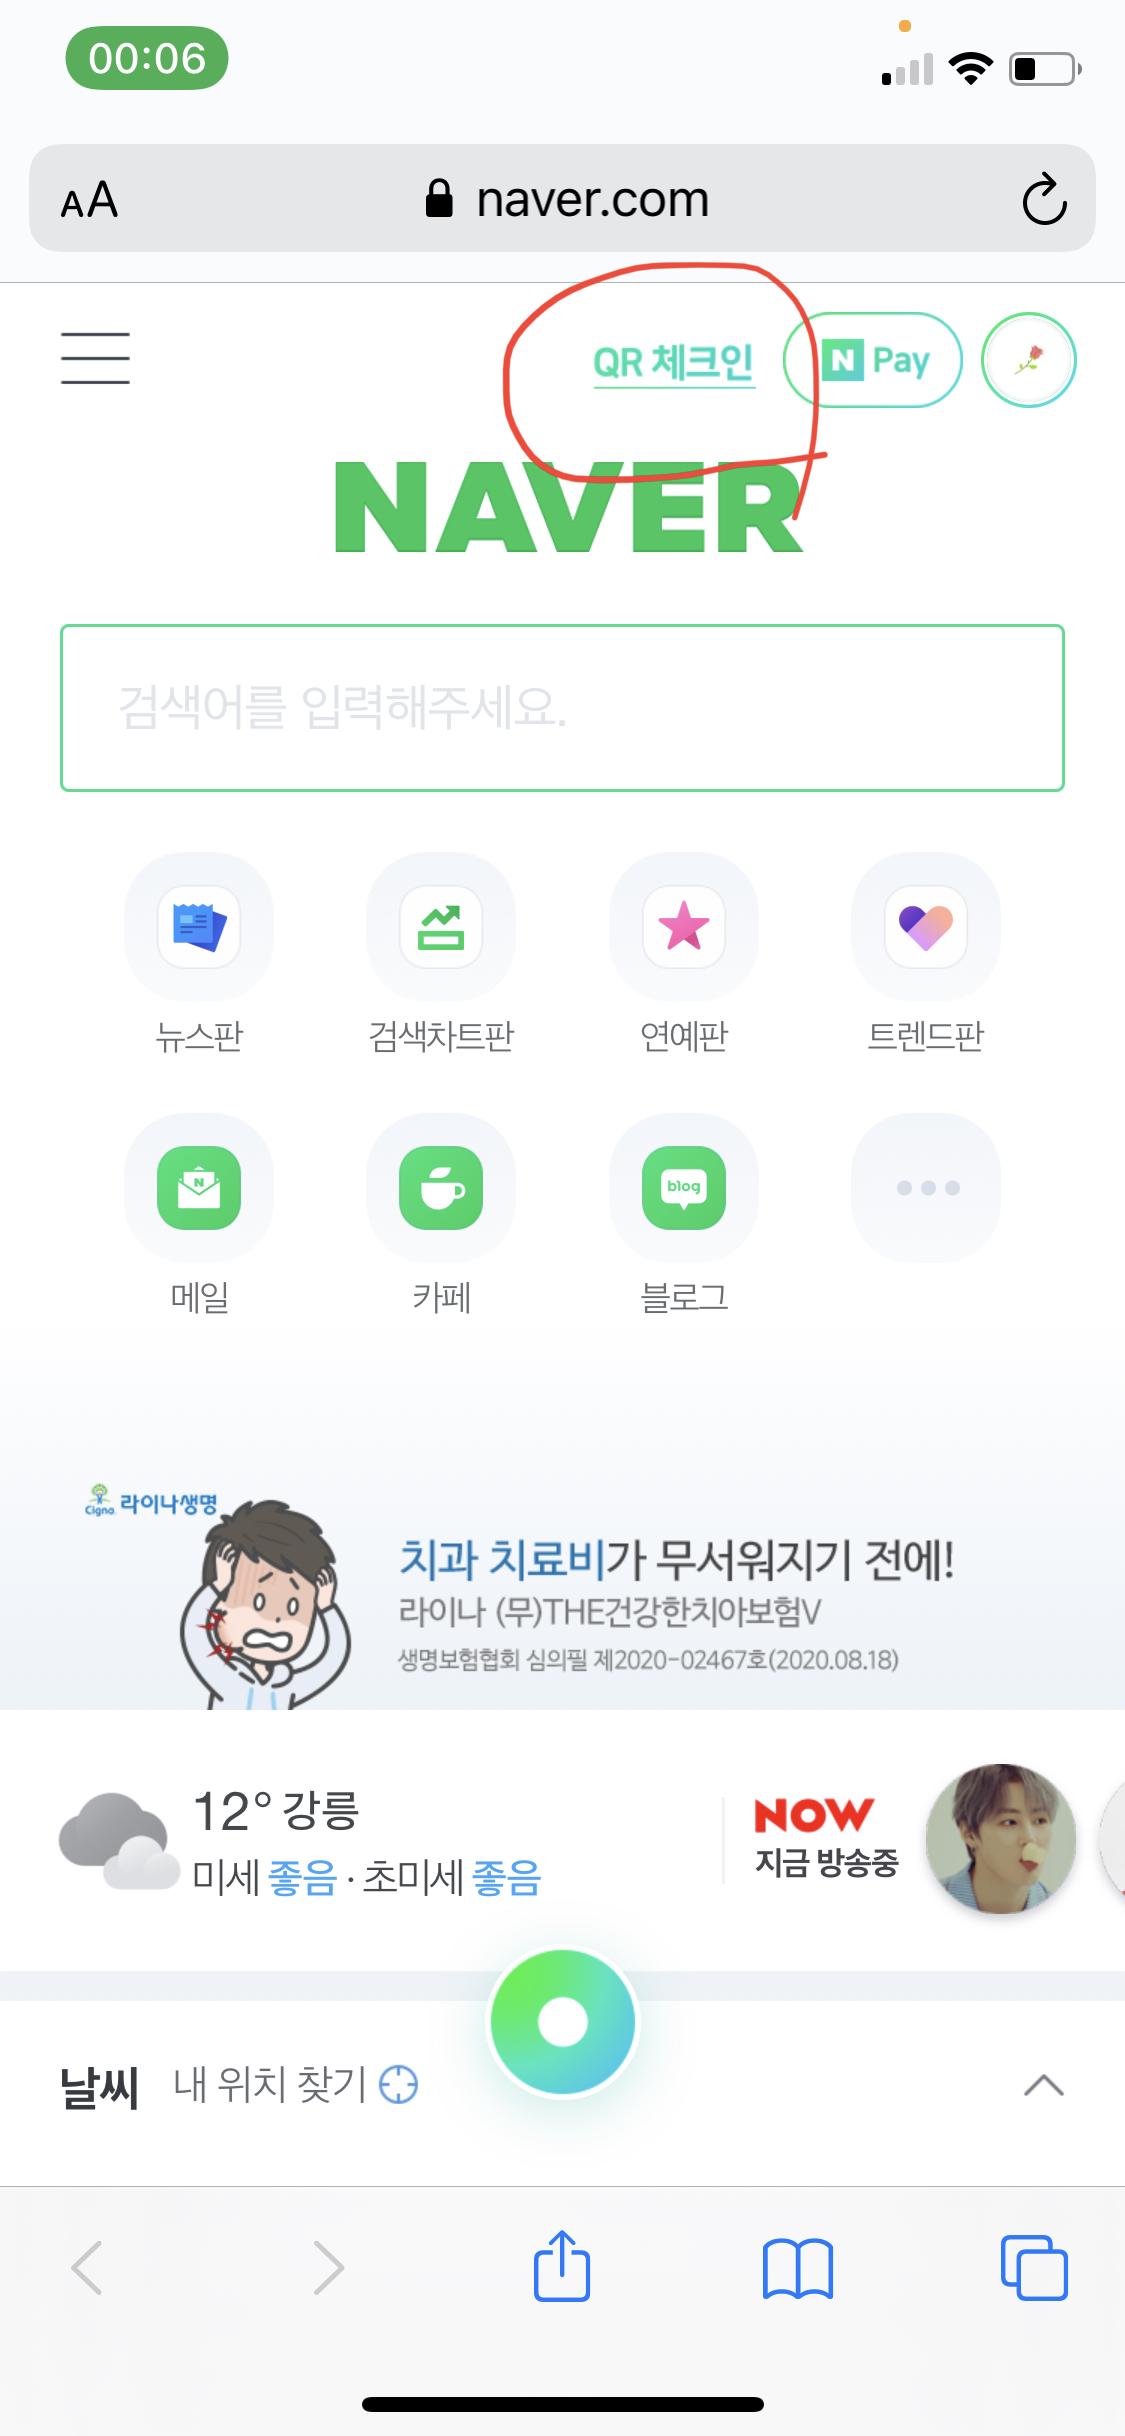 00:06
AA naver.com
QR 체크인 N Pay
NAVER
검색어를 입력해주세요.
뉴스판 검색차트판 연예판 트렌드판
N blog
메일 카페 블로그
Cigna 라이나생명
치과 치료비가 무서워지기 전에!
라이나 (무)THE건강한치아보험V
생명보험협회 심의필 제2020-02467호(2020.08.18)
12° 강릉
미세 좋음 · 초미세 좋음
NOW
지금 방송중
날씨 내 위치 찾기